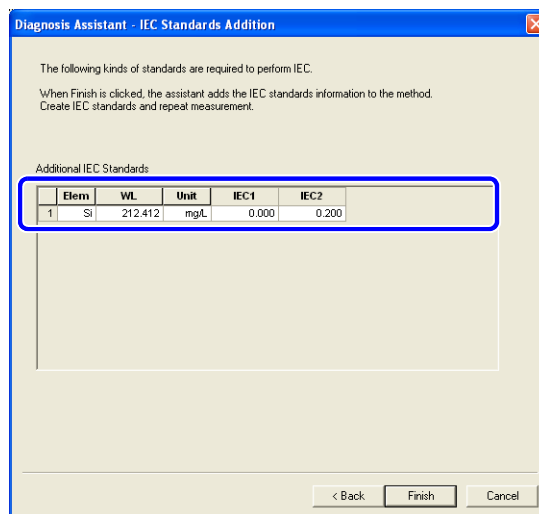 Diagnosis Assistant - IEC Standards Addition
The following kinds of standards are required to perform IEC.
When Finish is clicked, the assistant adds the IEC standards information to the method.
Create IEC standards and repeat measurement.
Additional IEC Standards
Elem WL Unit IEC1 IEC2
1 Si 212.412 mg/L 0.000 0.200
< Back Finish Cancel